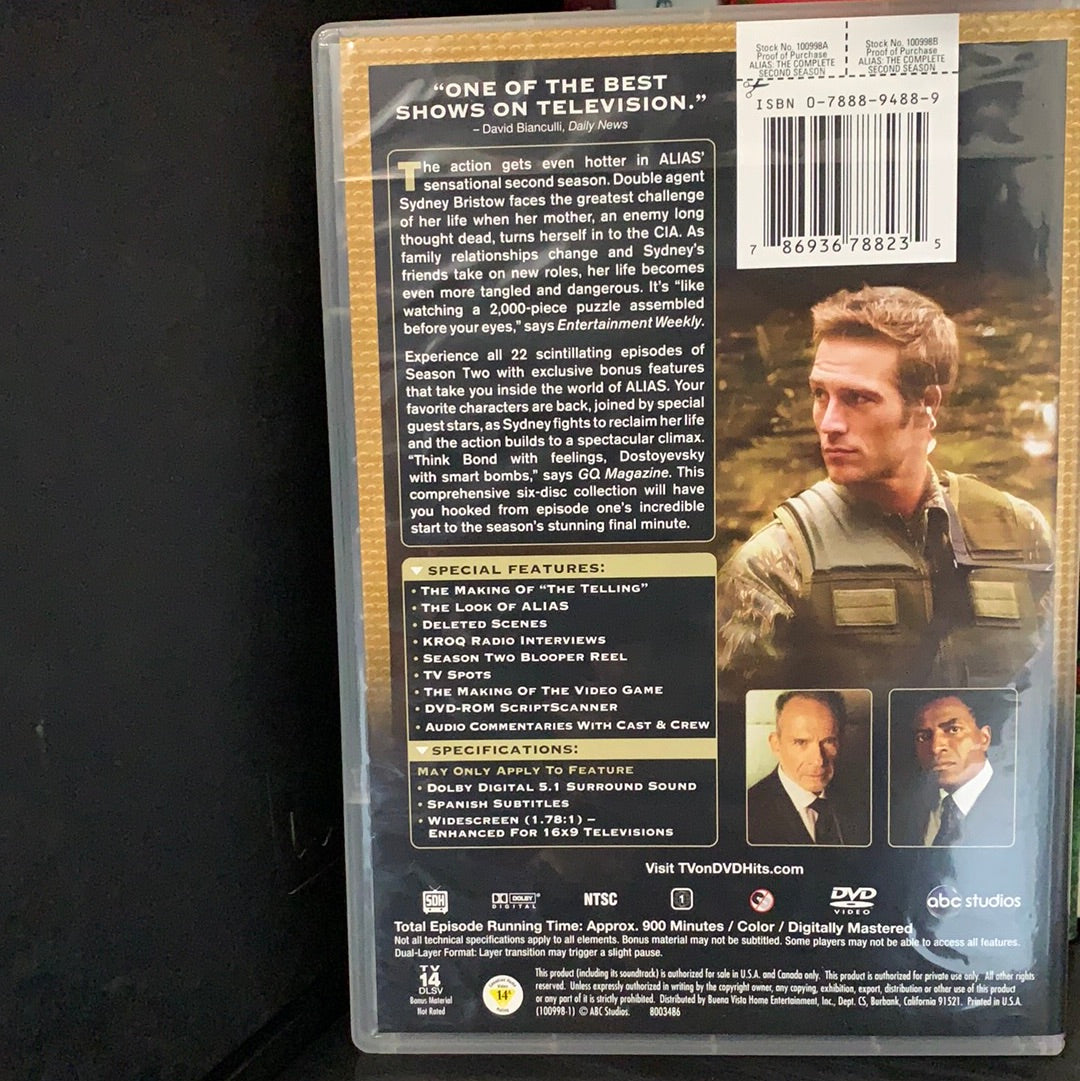 Stock No. 100998A
Proof of Purchase
ALIAS: THE COMPLETE
SECOND SEASON
Stock No. 100998B
Proof of Purchase
ALIAS: THE COMPLETE
SECOND SEASON
ISBN 0-7888-9488-9
7 86936 78823 5
“ONE OF THE BEST
SHOWS ON TELEVISION.”
– David Bianculli, Daily News
The action gets even hotter in ALIAS’
sensational second season. Double agent
Sydney Bristow faces the greatest challenge
of her life when her mother, an enemy long
thought dead, turns herself in to the CIA. As
family relationships change and Sydney’s
friends take on new roles, her life becomes
even more tangled and dangerous. It’s “like
watching a 2,000-piece puzzle assembled
before your eyes,” says Entertainment Weekly.
Experience all 22 scintillating episodes of
Season Two with exclusive bonus features
that take you inside the world of ALIAS. Your
favorite characters are back, joined by special
guest stars, as Sydney fights to reclaim her life
and the action builds to a spectacular climax.
“Think Bond with feelings, Dostoyevsky
with smart bombs,” says GQ Magazine. This
comprehensive six-disc collection will have
you hooked from episode one’s incredible
start to the season’s stunning final minute.
SPECIAL FEATURES:
• THE MAKING OF “THE TELLING”
• THE LOOK OF ALIAS
• DELETED SCENES
• KROQ RADIO INTERVIEWS
• SEASON TWO BLOOPER REEL
• TV SPOTS
• THE MAKING OF THE VIDEO GAME
• DVD-ROM SCRIPTSCANNER
• AUDIO COMMENTARIES WITH CAST & CREW
SPECIFICATIONS:
MAY ONLY APPLY TO FEATURE
• DOLBY DIGITAL 5.1 SURROUND SOUND
• SPANISH SUBTITLES
• WIDESCREEN (1.78:1) –
ENHANCED FOR 16X9 TELEVISIONS
Visit TVonDVDHits.com
SDH
DOLBY
DIGITAL
NTSC
1
DVD
VIDEO
abc studios
Total Episode Running Time: Approx. 900 Minutes / Color / Digitally Mastered
Not all technical specifications apply to all elements. Bonus material may not be subtitled. Some players may not be able to access all features.
Dual-Layer Format: Layer transition may trigger a slight pause.
TV
14
DLSV
Bonus Material
Not Rated
14
This product (including its soundtrack) is authorized for sale in U.S.A. and Canada only. This product is authorized for private use only. All other rights
reserved. Unless expressly authorized in writing by the copyright owner, any copying, exhibition, export, distribution or other use of this product
or any part of it is strictly prohibited. Distributed by Buena Vista Home Entertainment, Inc., Dept. CS, Burbank, California 91521. Printed in U.S.A.
(100998-1) © ABC Studios. 8003486